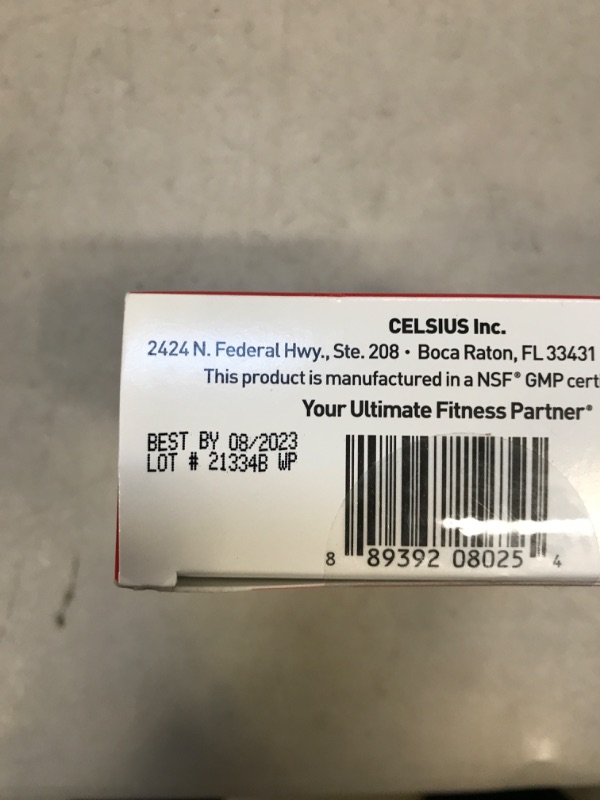 CELSIUS Inc.
2424 N. Federal Hwy., Ste. 208 • Boca Raton, FL 33431
This product is manufactured in a NSF® GMP cert
Your Ultimate Fitness Partner®
BEST BY 08/2023
LOT # 21334B WP
8 89392 08025 4